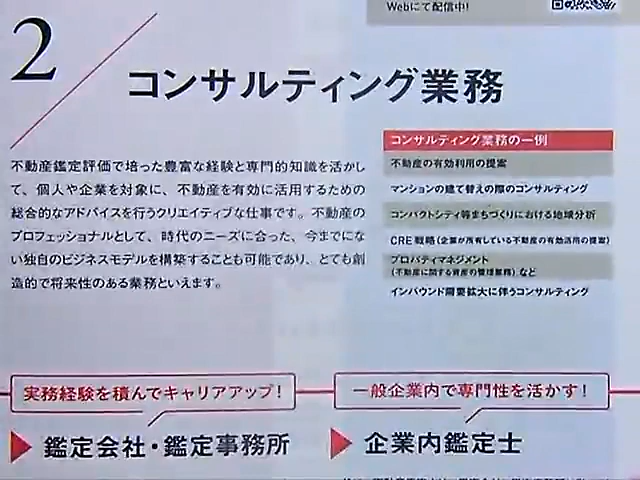 Webにて配信中!
2
コンサルティング業務
不動産鑑定評価で培った豊富な経験と専門的知識を活かし
て、個人や企業を対象に、不動産を有効に活用するための
総合的なアドバイスを行うクリエイティブな仕事です。不動産の
プロフェッショナルとして、時代のニーズに合った、今までにな
い独自のビジネスモデルを構築することも可能であり、とても創
造的で将来性のある業務といえます。
コンサルティング業務の一例
不動産の有効利用の提案
マンションの建て替えの際のコンサルティング
コンパクトシティ等まちづくりにおける地域分析
CRE戦略(企業が所有している不動産の有効活用の提案)
プロパティマネジメント
(不動産に関する資産の管理業務)など
インバウンド需要拡大に伴うコンサルティング
実務経験を積んでキャリアアップ!
鑑定会社・鑑定事務所
一般企業内で専門性を活かす!
企業内鑑定士